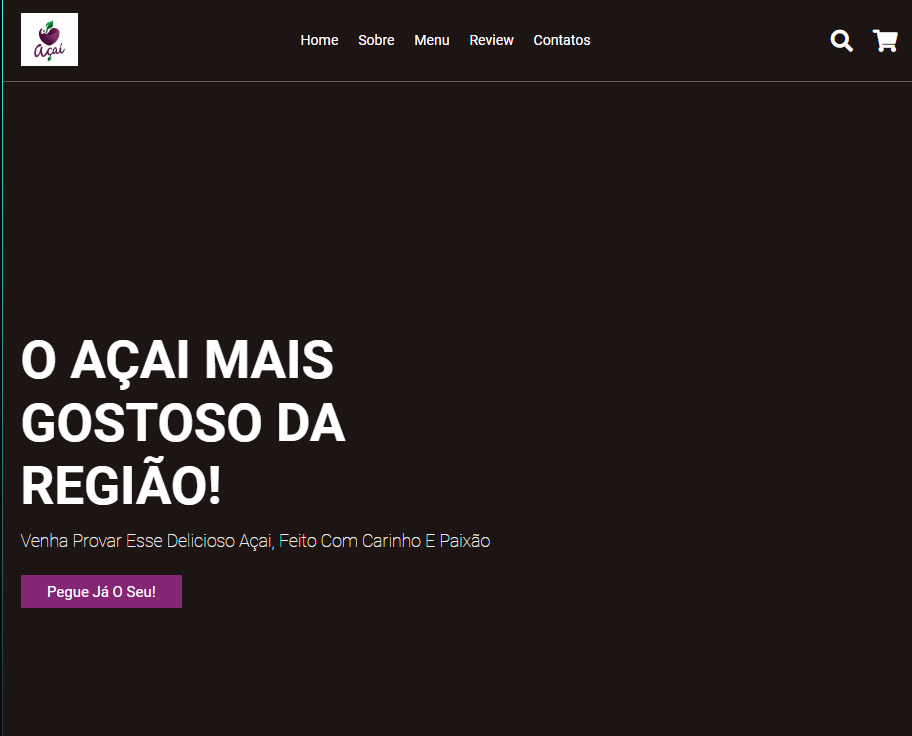 Açaí
Home Sobre Menu Review Contatos
O AÇAI MAIS
GOSTOSO DA
REGIÃO!
Venha Provar Esse Delicioso Açai, Feito Com Carinho E Paixão
Pegue Já O Seu!